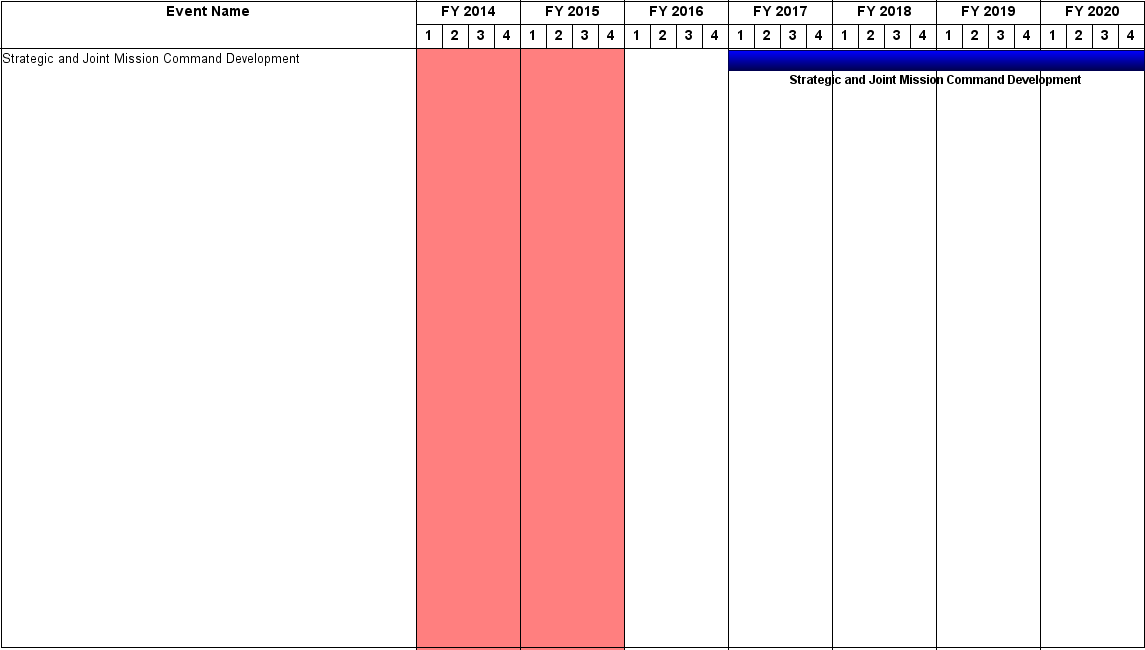 Event Name FY 2014 FY 2015 FY 2016 FY 2017 FY 2018 FY 2019 FY 2020
1 2 3 4 1 2 3 4 1 2 3 4 1 2 3 4 1 2 3 4 1 2 3 4 1 2 3 4
Strategic and Joint Mission Command Development
Strategic and Joint Mission Command Development